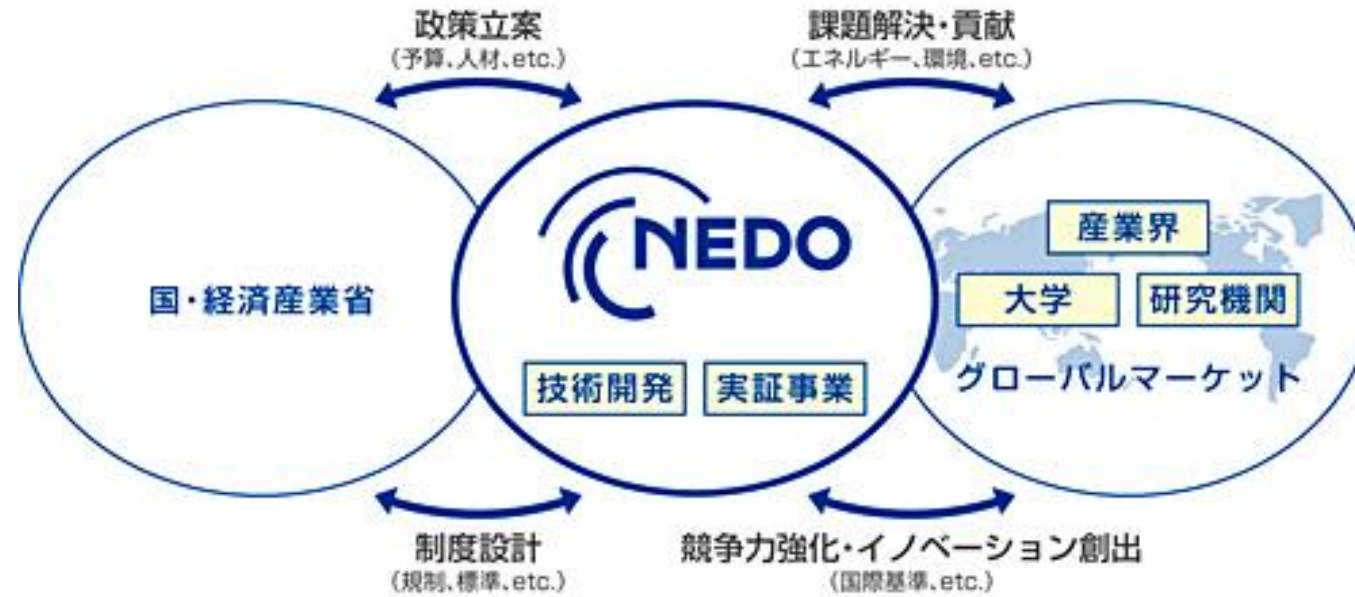 政策立案
（予算、人材、etc.）
課題解決・貢献
（エネルギー、環境、etc.）
国・経済産業省
NEDO
技術開発
実証事業
産業界
大学
研究機関
グローバルマーケット
制度設計
（規制、標準、etc.）
競争力強化・イノベーション創出
（国際基準、etc.）